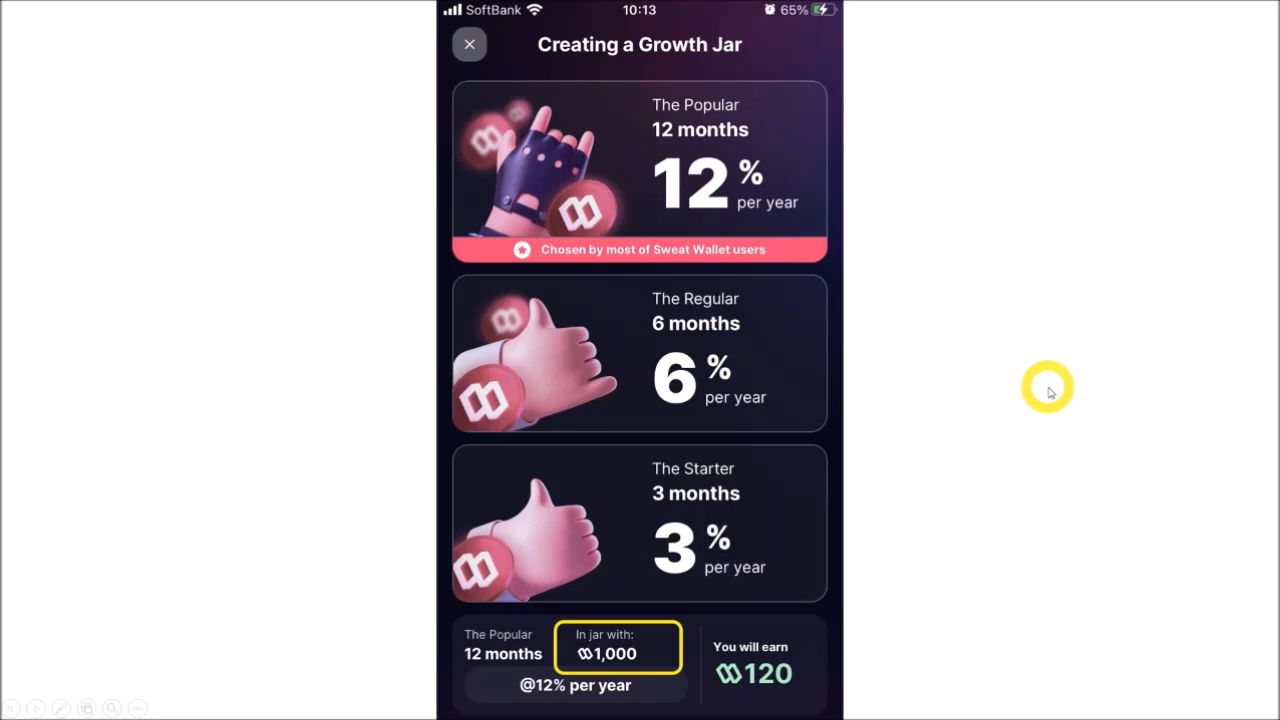 SoftBank 10:13 65%
Creating a Growth Jar
The Popular
12 months
12 %
per year
Chosen by most of Sweat Wallet users
The Regular
6 months
6 %
per year
The Starter
3 months
3 %
per year
The Popular
12 months
In jar with:
1,000
@12% per year
You will earn
120